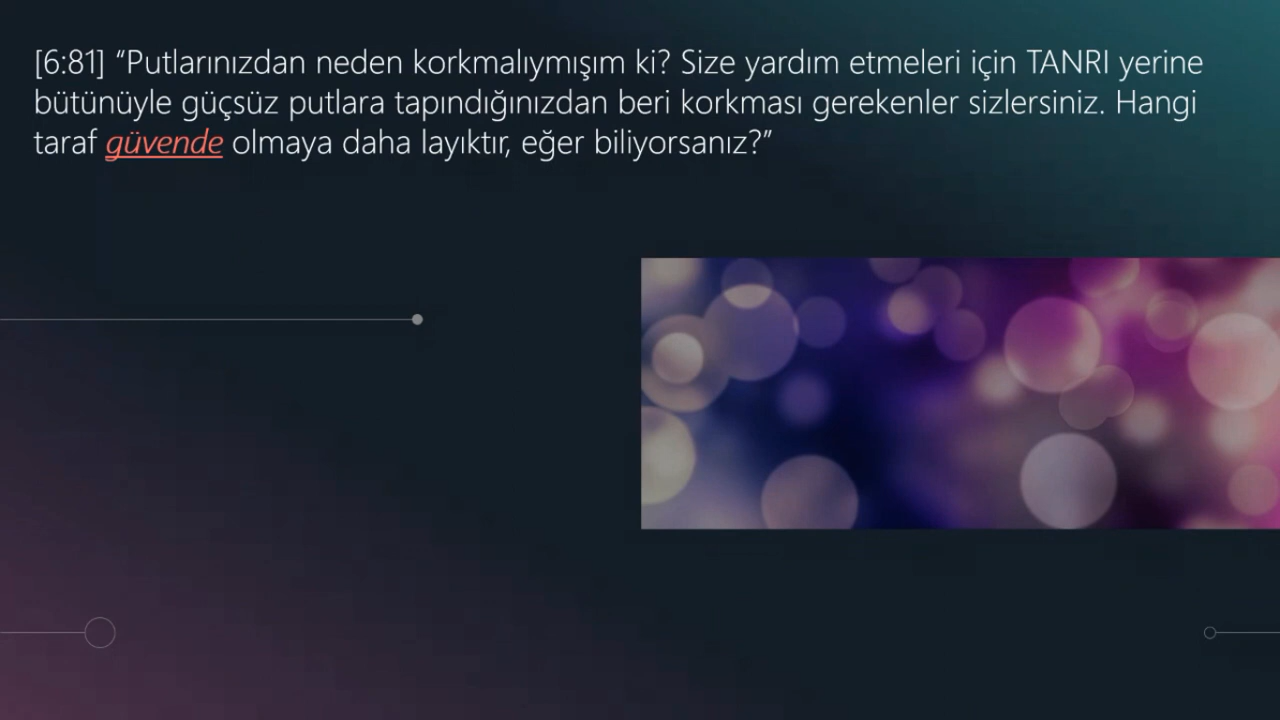 [6:81] “Putlarınızdan neden korkmalıymışım ki? Size yardım etmeleri için TANRI yerine
bütünüyle güçsüz putlara tapındığınızdan beri korkması gerekenler sizlersiniz. Hangi
taraf güvende olmaya daha layıktır, eğer biliyorsanız?”